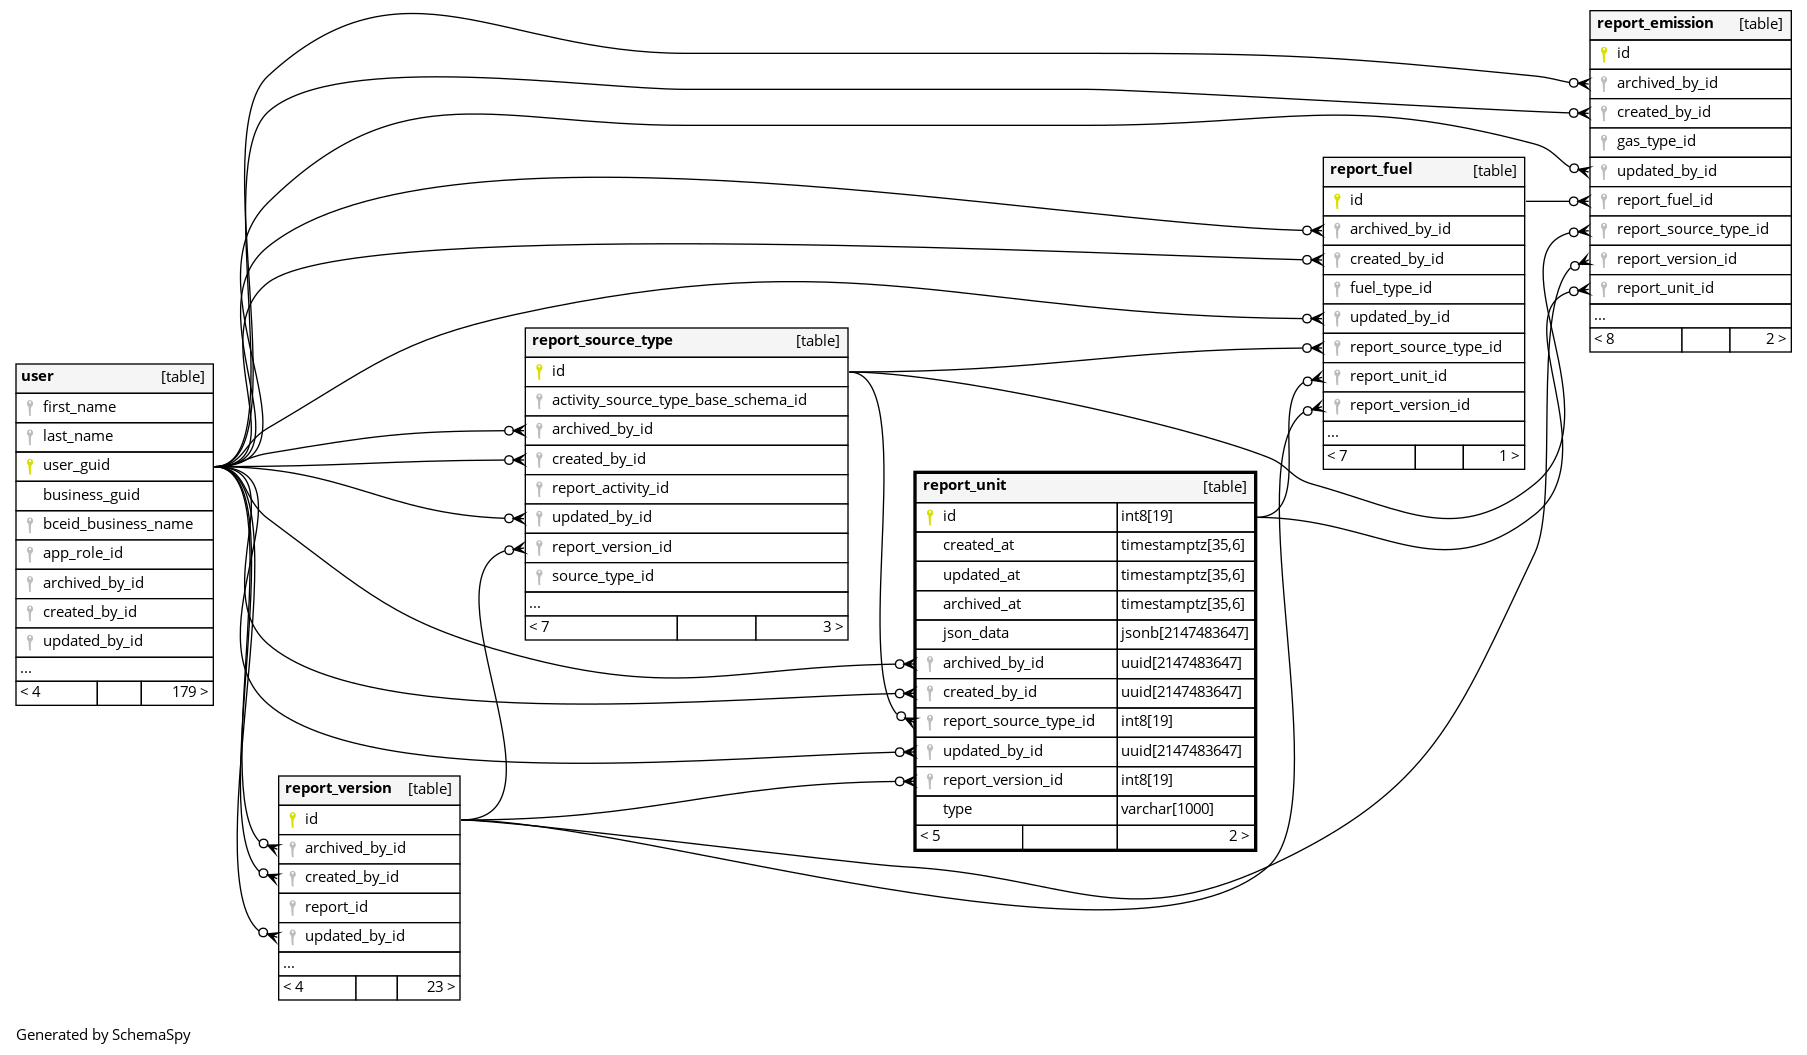 report_emission [table]
id
archived_by_id
created_by_id
gas_type_id
updated_by_id
report_fuel_id
report_source_type_id
report_version_id
report_unit_id
...
< 8 2 >
report_fuel [table]
id
archived_by_id
created_by_id
fuel_type_id
updated_by_id
report_source_type_id
report_unit_id
report_version_id
...
< 7 1 >
report_source_type [table]
id
activity_source_type_base_schema_id
archived_by_id
created_by_id
report_activity_id
updated_by_id
report_version_id
source_type_id
...
< 7 3 >
user [table]
first_name
last_name
user_guid
business_guid
bceid_business_name
app_role_id
archived_by_id
created_by_id
updated_by_id
...
< 4 179 >
report_unit [table]
id int8[19]
created_at timestamptz[35,6]
updated_at timestamptz[35,6]
archived_at timestamptz[35,6]
json_data jsonb[2147483647]
archived_by_id uuid[2147483647]
created_by_id uuid[2147483647]
report_source_type_id int8[19]
updated_by_id uuid[2147483647]
report_version_id int8[19]
type varchar[1000]
< 5 2 >
report_version [table]
id
archived_by_id
created_by_id
report_id
updated_by_id
...
< 4 23 >
Generated by SchemaSpy